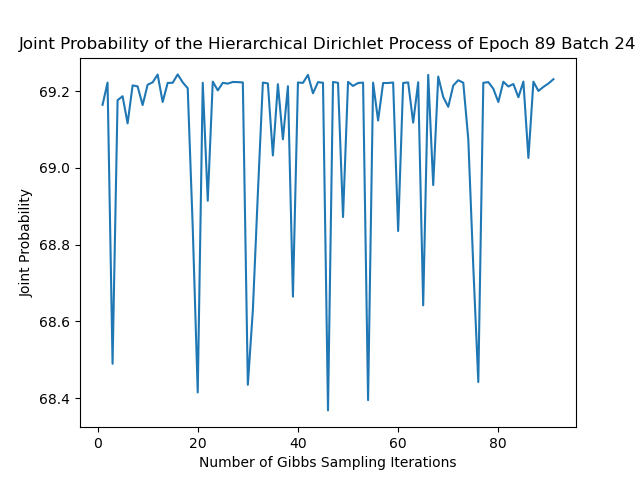 Joint Probability of the Hierarchical Dirichlet Process of Epoch 89 Batch 24
69.2
69.0
68.8
68.6
68.4
Joint Probability
0 20 40 60 80
Number of Gibbs Sampling Iterations